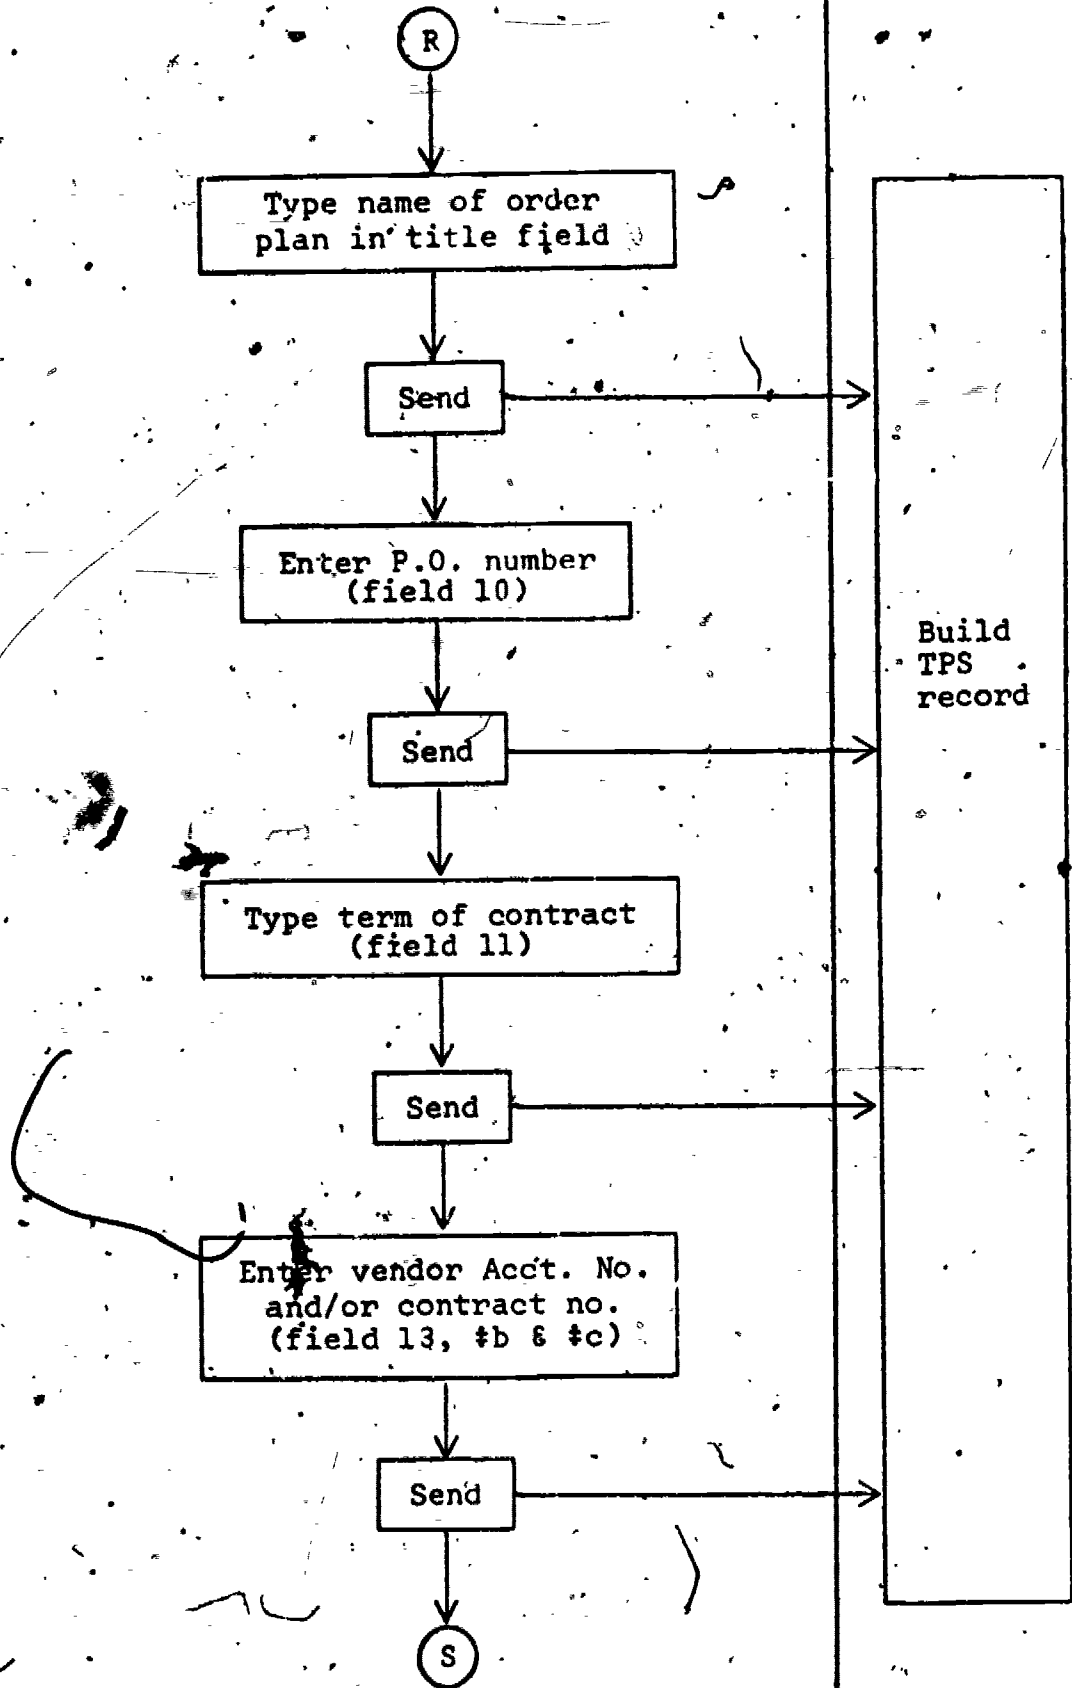 R
Type name of order
plan in title field
Send
Enter P.O. number
(field 10)
Build
TPS
record
Send
Type term of contract
(field 11)
Send
Enter vendor Acct. No.
and/or contract no.
(field 13, ‡b & ‡c)
Send
S